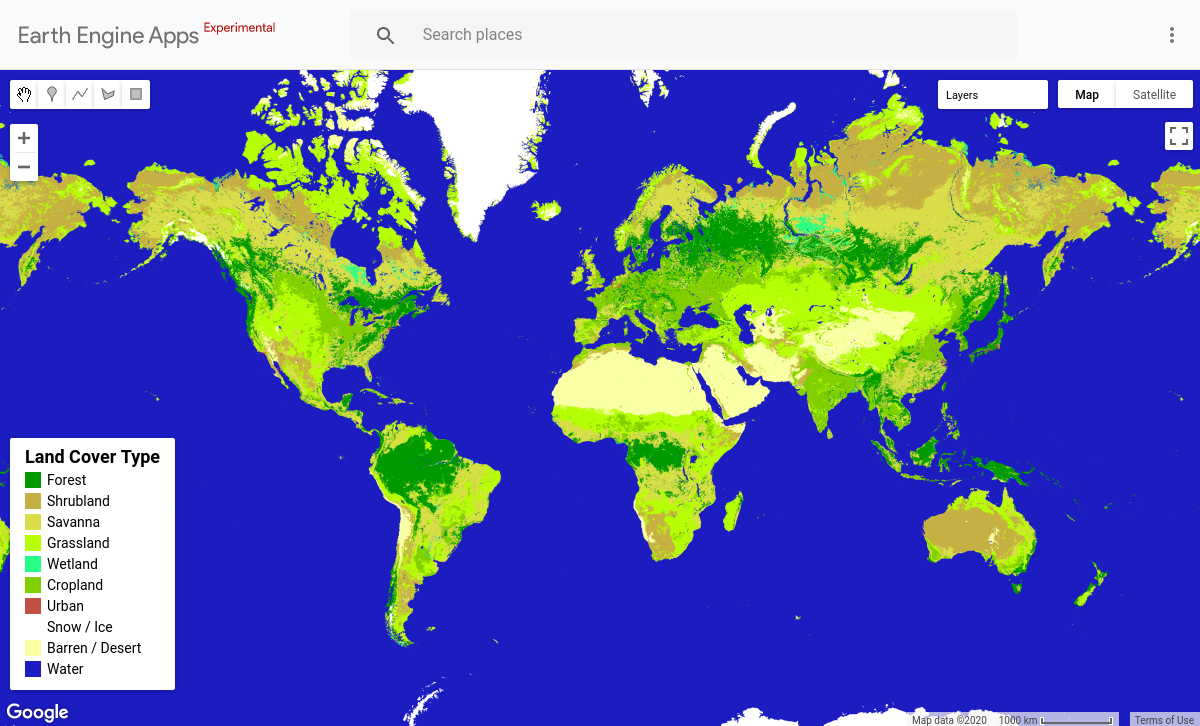 Earth Engine Apps Experimental
Search places
Layers
Map
Satellite
+
−
Land Cover Type
Forest
Shrubland
Savanna
Grassland
Wetland
Cropland
Urban
Snow / Ice
Barren / Desert
Water
Google
Map data ©2020
1000 km
Terms of Use